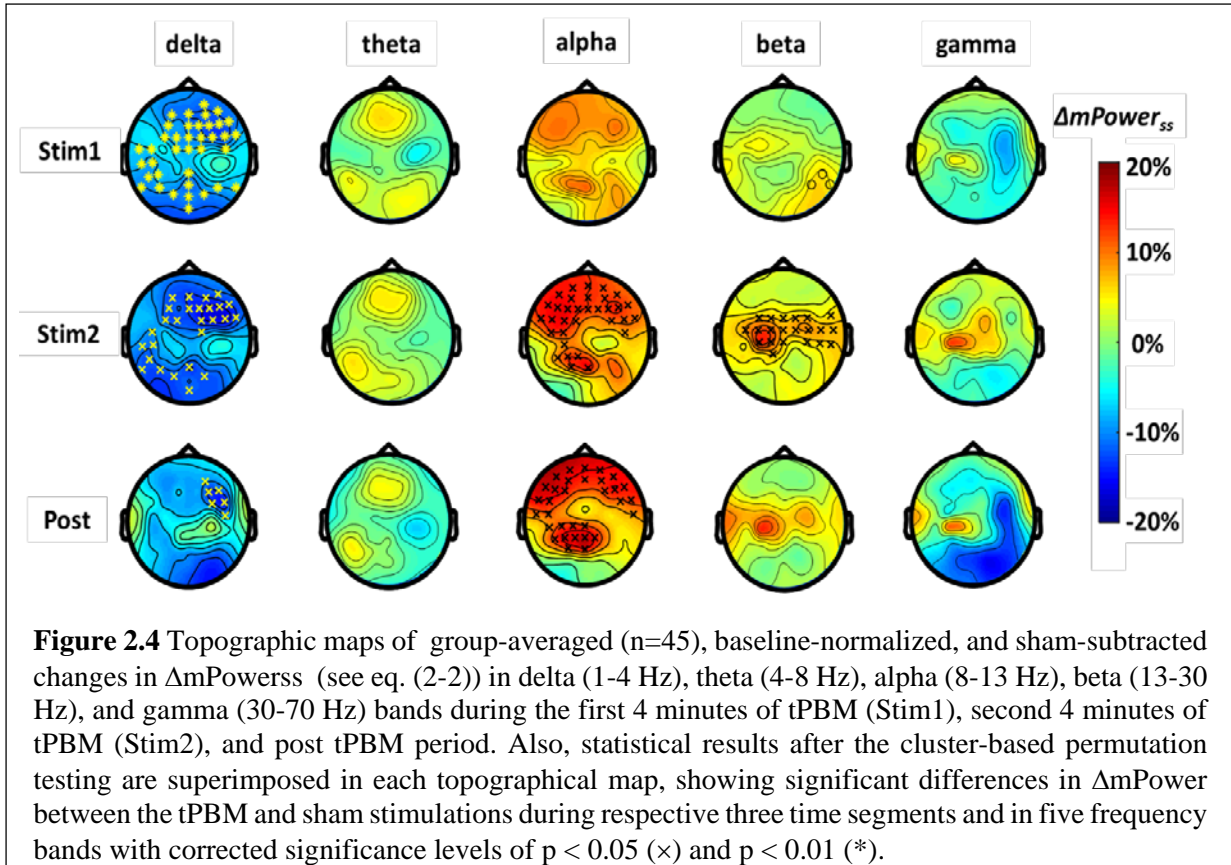 delta theta alpha beta gamma
ΔmPower_ss
Stim1
20%
10%
Stim2
0%
-10%
Post
-20%
Figure 2.4 Topographic maps of group-averaged (n=45), baseline-normalized, and sham-subtracted
changes in ΔmPowerss (see eq. (2-2)) in delta (1-4 Hz), theta (4-8 Hz), alpha (8-13 Hz), beta (13-30
Hz), and gamma (30-70 Hz) bands during the first 4 minutes of tPBM (Stim1), second 4 minutes of
tPBM (Stim2), and post tPBM period. Also, statistical results after the cluster-based permutation
testing are superimposed in each topographical map, showing significant differences in ΔmPower
between the tPBM and sham stimulations during respective three time segments and in five frequency
bands with corrected significance levels of p < 0.05 (×) and p < 0.01 (*).